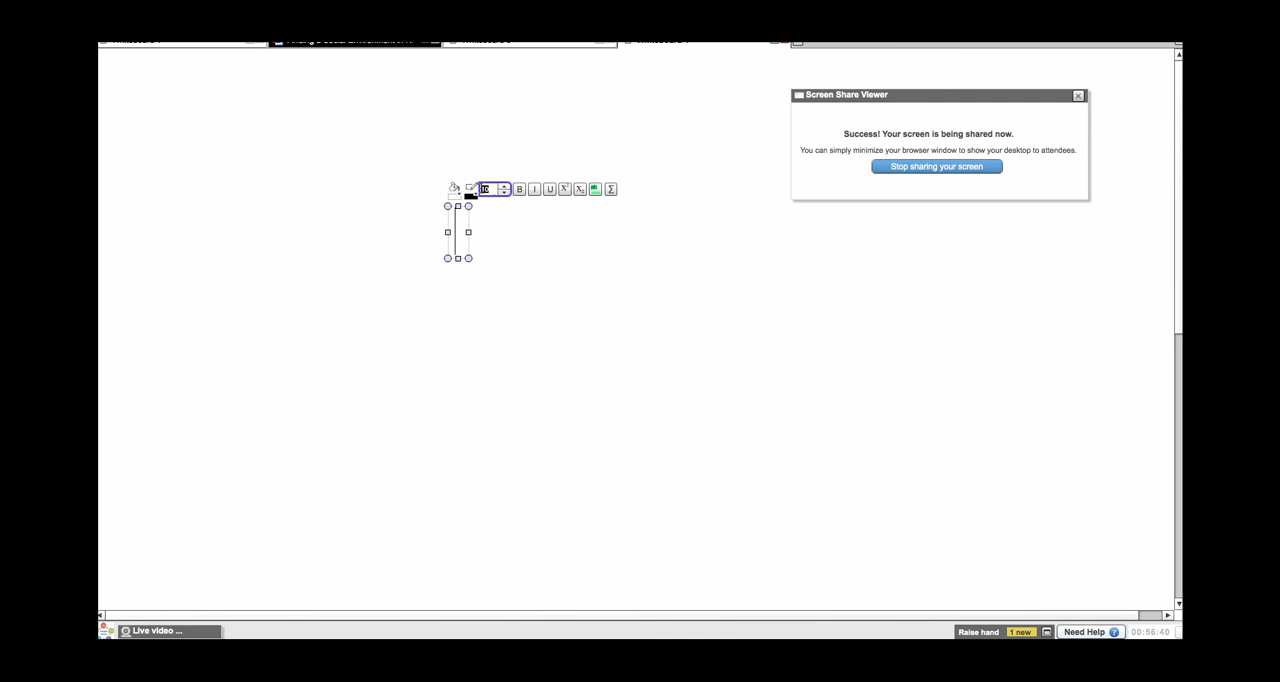 Screen Share Viewer
Success! Your screen is being shared now.
You can simply minimize your browser window to show your desktop to attendees.
Stop sharing your screen
B I U X² X₂ Σ
Live video ...
Raise hand 1 new
Need Help ?
00:56:40